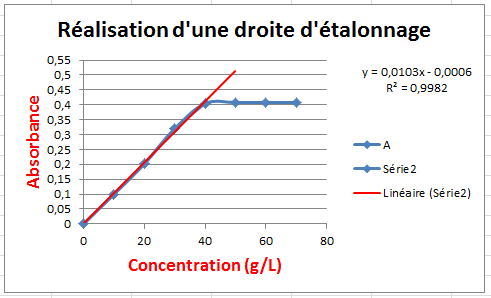 Réalisation d'une droite d'étalonnage
y = 0,0103x - 0,0006
R² = 0,9982
0,55
0,5
0,45
0,4
0,35
0,3
0,25
0,2
0,15
0,1
0,05
0
Absorbance
0
20
40
60
80
Concentration (g/L)
A
Série2
Linéaire (Série2)